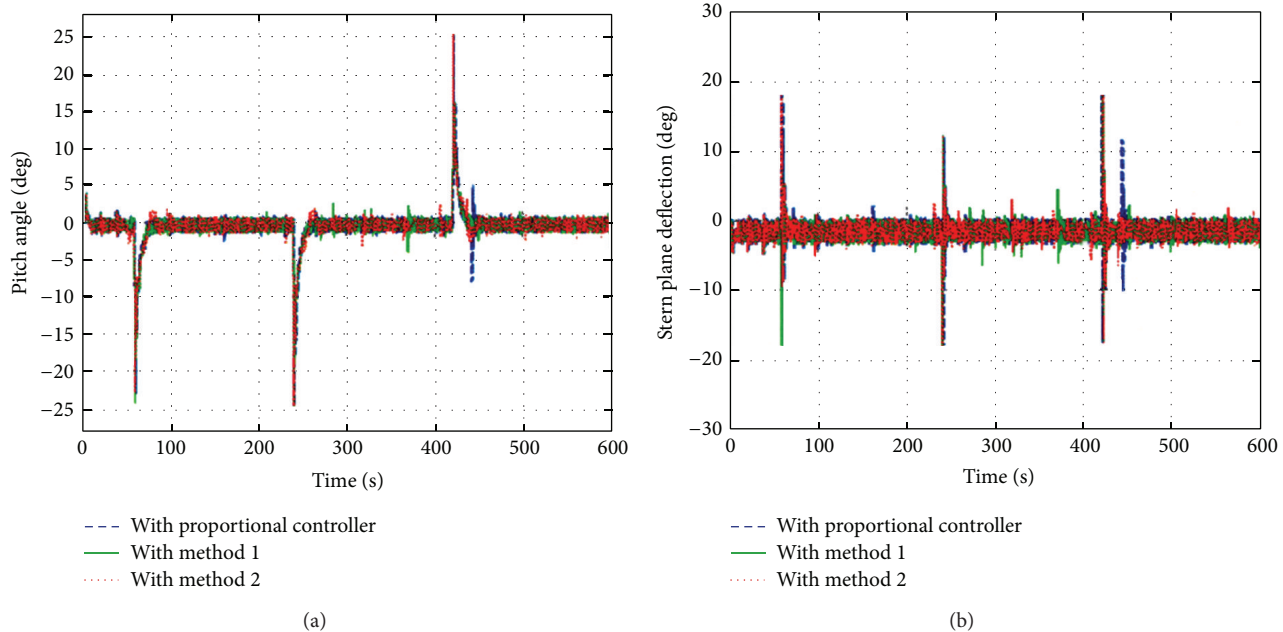 25
20
15
10
5
0
−5
−10
−15
−20
−25
Pitch angle (deg)
0 100 200 300 400 500 600
Time (s)
With proportional controller
With method 1
With method 2
(a)
30
20
10
0
−10
−20
−30
Stern plane deflection (deg)
0 100 200 300 400 500 600
Time (s)
With proportional controller
With method 1
With method 2
(b)